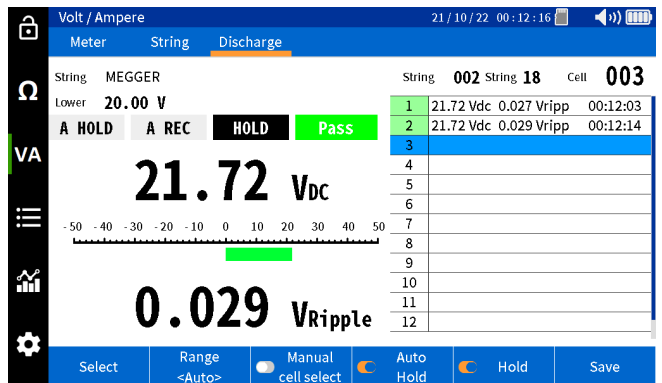 Volt / Ampere 21/10/22 00:12:16
Meter String Discharge
String MEGGER String 002 String 18 Cell 003
Lower 20.00 V
A HOLD A REC HOLD Pass
1 21.72 Vdc 0.027 Vripp 00:12:03
2 21.72 Vdc 0.029 Vripp 00:12:14
3
4
5
6
7
8
9
10
11
12
Ω
VA
21.72 VDC
-50 -40 -30 -20 -10 0 10 20 30 40 50
0.029 VRipple
Select
Range
<Auto>
Manual
cell select
Auto
Hold
Hold
Save